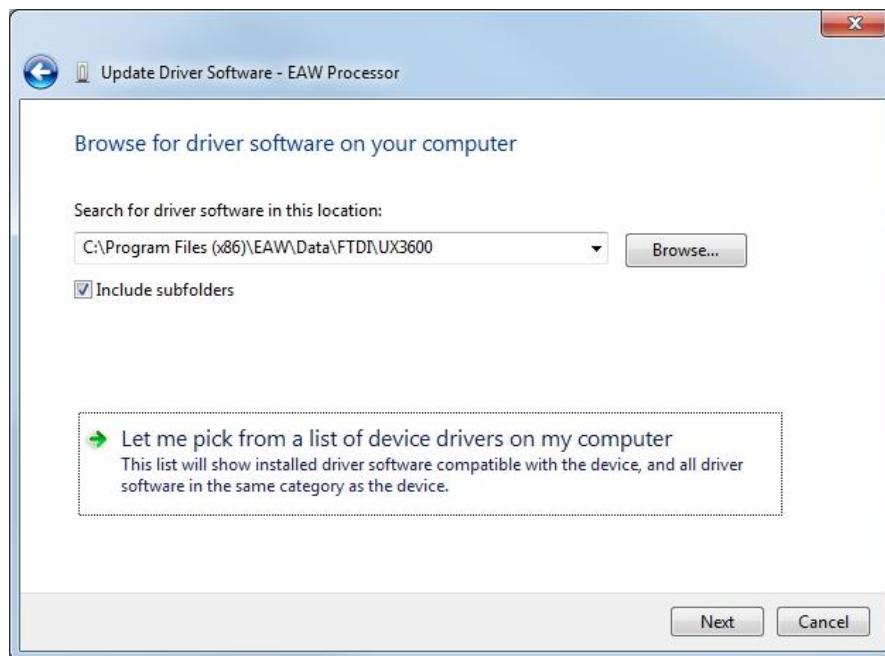 Update Driver Software - EAW Processor
Browse for driver software on your computer
Search for driver software in this location:
C:\Program Files (x86)\EAW\Data\FTDI\UX3600
Browse...
Include subfolders
Let me pick from a list of device drivers on my computer
This list will show installed driver software compatible with the device, and all driver
software in the same category as the device.
Next
Cancel